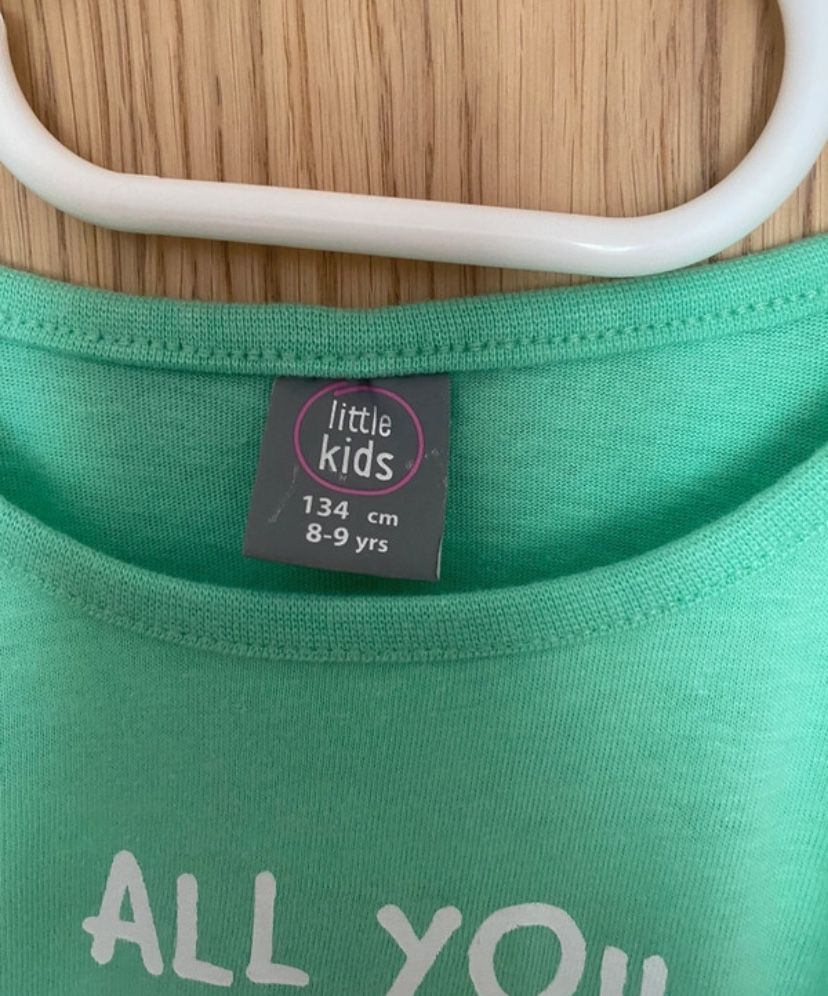 little
kids
134 cm
8-9 yrs
ALL YOU